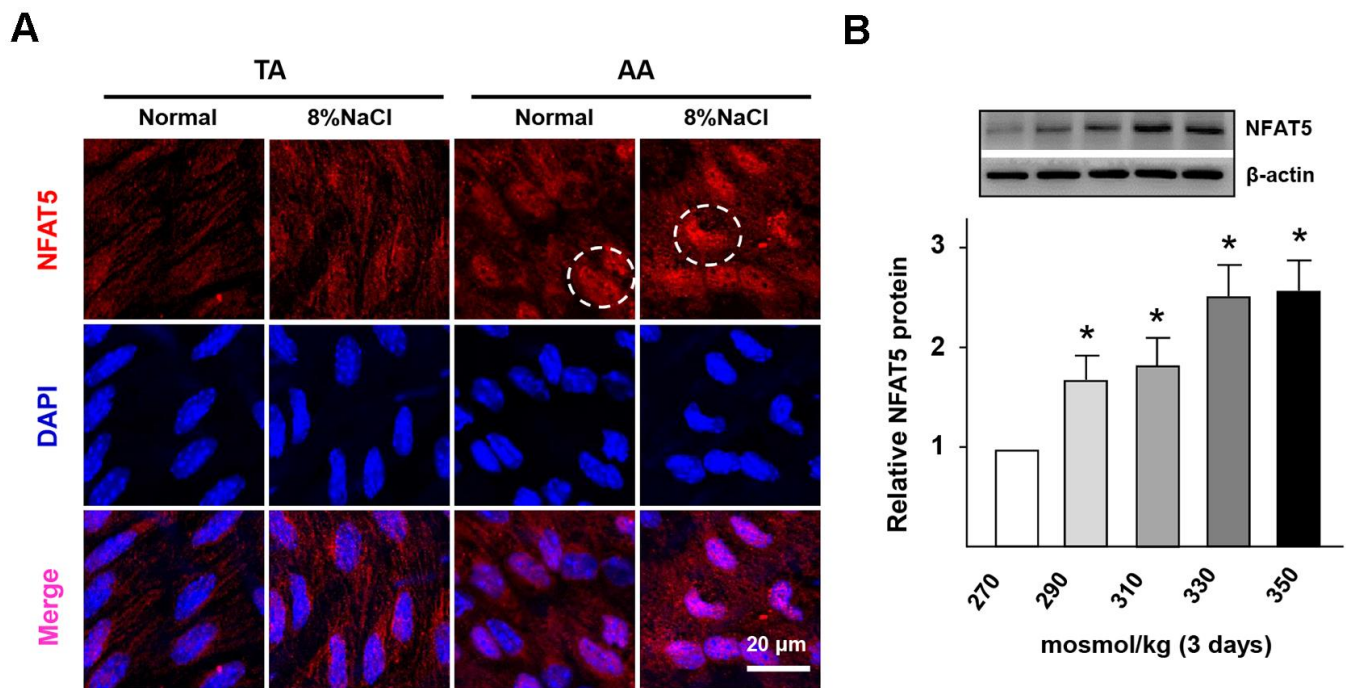 A
TA
AA
Normal
8%NaCl
Normal
8%NaCl
NFAT5
DAPI
Merge
20 µm
B
NFAT5
β-actin
Relative NFAT5 protein
3
2
1
*
*
*
*
270
290
310
330
350
mosmol/kg (3 days)